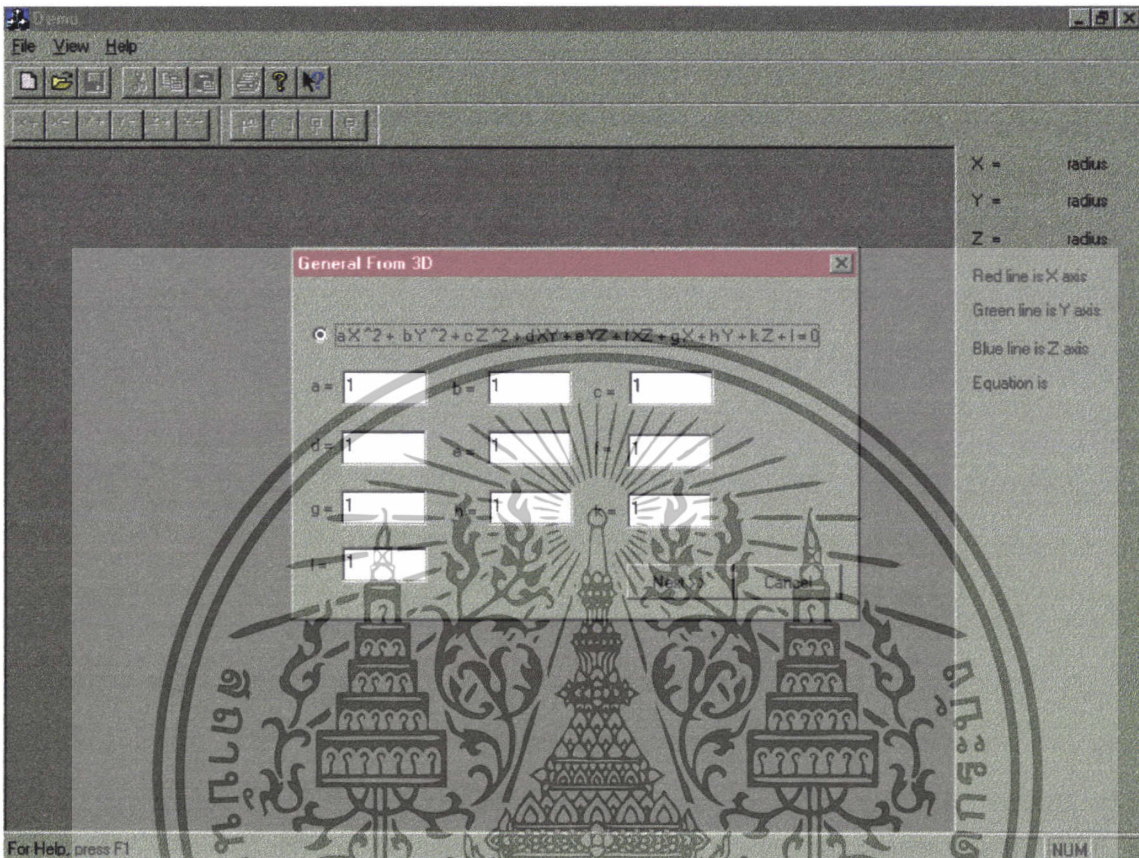 Demo
File View Help
X = radius
Y = radius
Z = radius
Red line is X axis
Green line is Y axis
Blue line is Z axis
Equation is
General From 3D
aX^2+ bY^2+cZ^2+dXY+eYZ+fXZ+gX+hY+kZ+l=0
a = 1 b = 1 c = 1
d = 1 e = 1 f = 1
g = 1 h = 1 k = 1
l = 1
Cancel
For Help, press F1 NUM